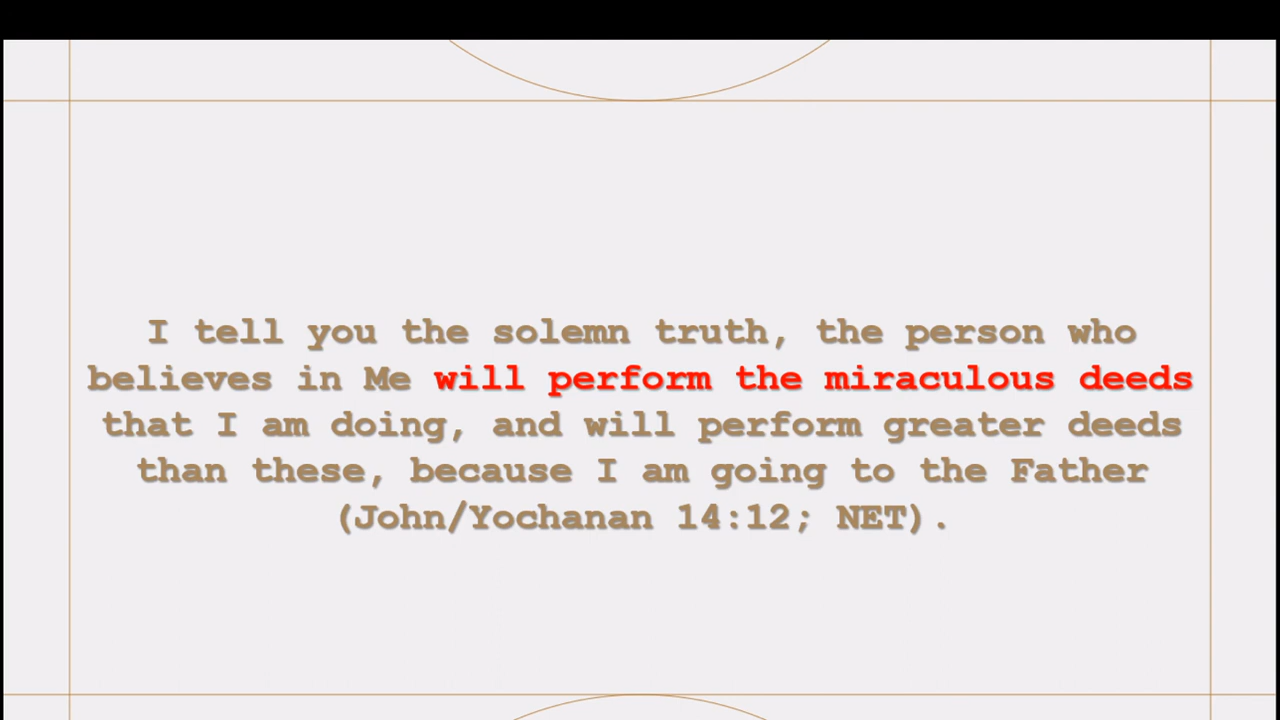 I tell you the solemn truth, the person who
believes in Me will perform the miraculous deeds
that I am doing, and will perform greater deeds
than these, because I am going to the Father
(John/Yochanan 14:12; NET).